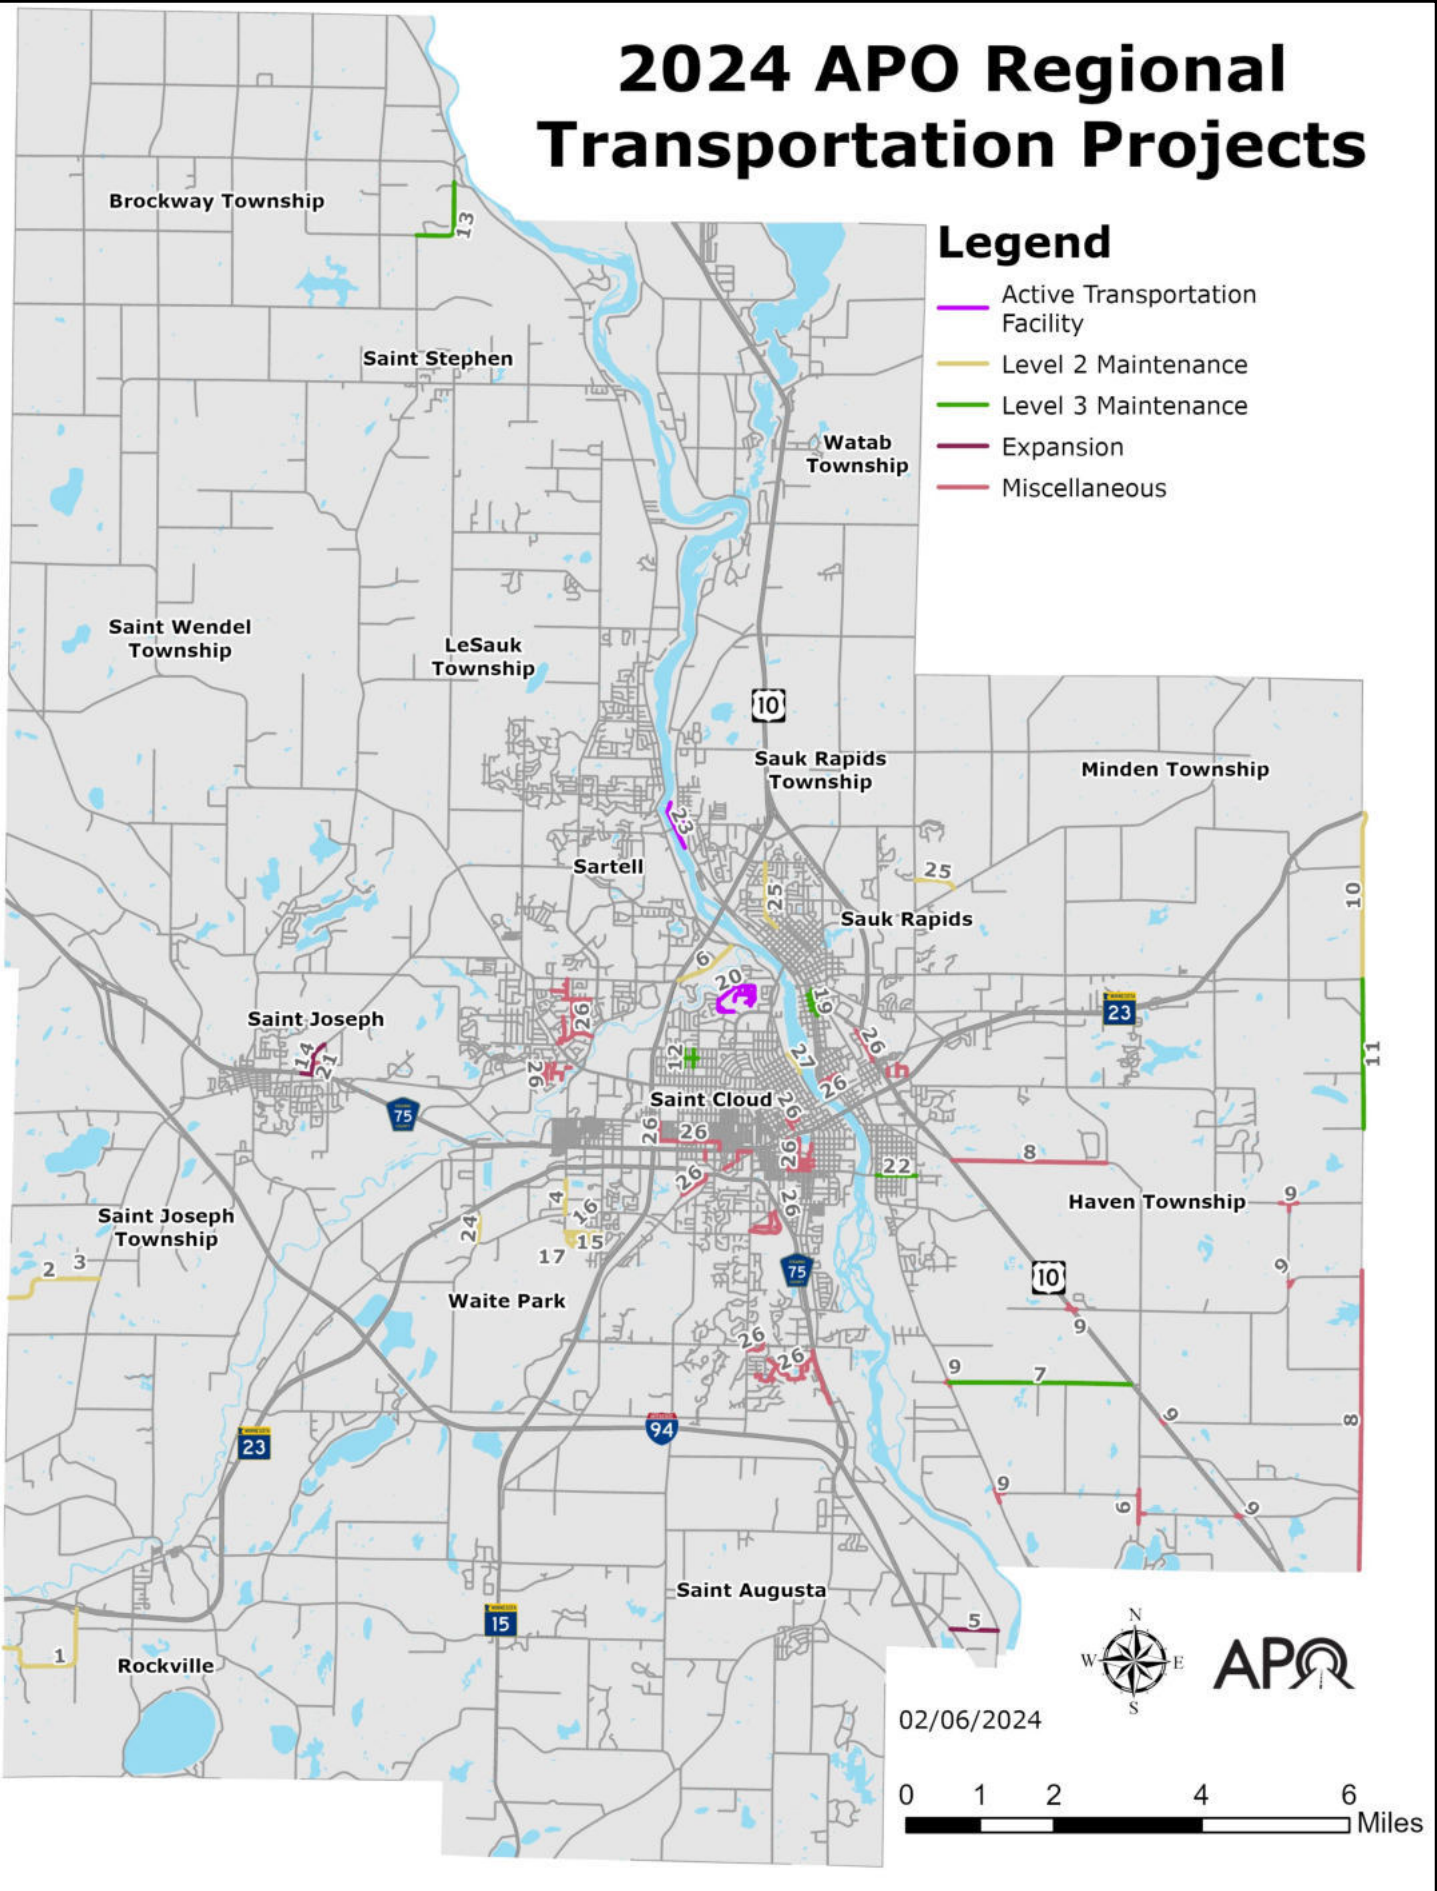 2024 APO Regional
Transportation Projects
Legend
Active Transportation
Facility
Level 2 Maintenance
Level 3 Maintenance
Expansion
Miscellaneous
Brockway Township
13
Saint Stephen
Watab
Township
Saint Wendel
Township
LeSauk
Township
10
Sauk Rapids
Township
Minden Township
23
Sartell
25
25
10
Sauk Rapids
6
20
19
23
Saint Joseph
26
26
14
21
12
27
11
26
26
Saint Cloud
26
75
26
26
26
8
22
26
9
Haven Township
4
16
26
26
Saint Joseph
Township
24
15
17
2
3
9
75
10
Waite Park
9
26
26
9
7
9
8
94
23
9
6
9
Saint Augusta
15
5
1
Rockville
N
W
E
S
APO
02/06/2024
0
1
2
4
6
Miles